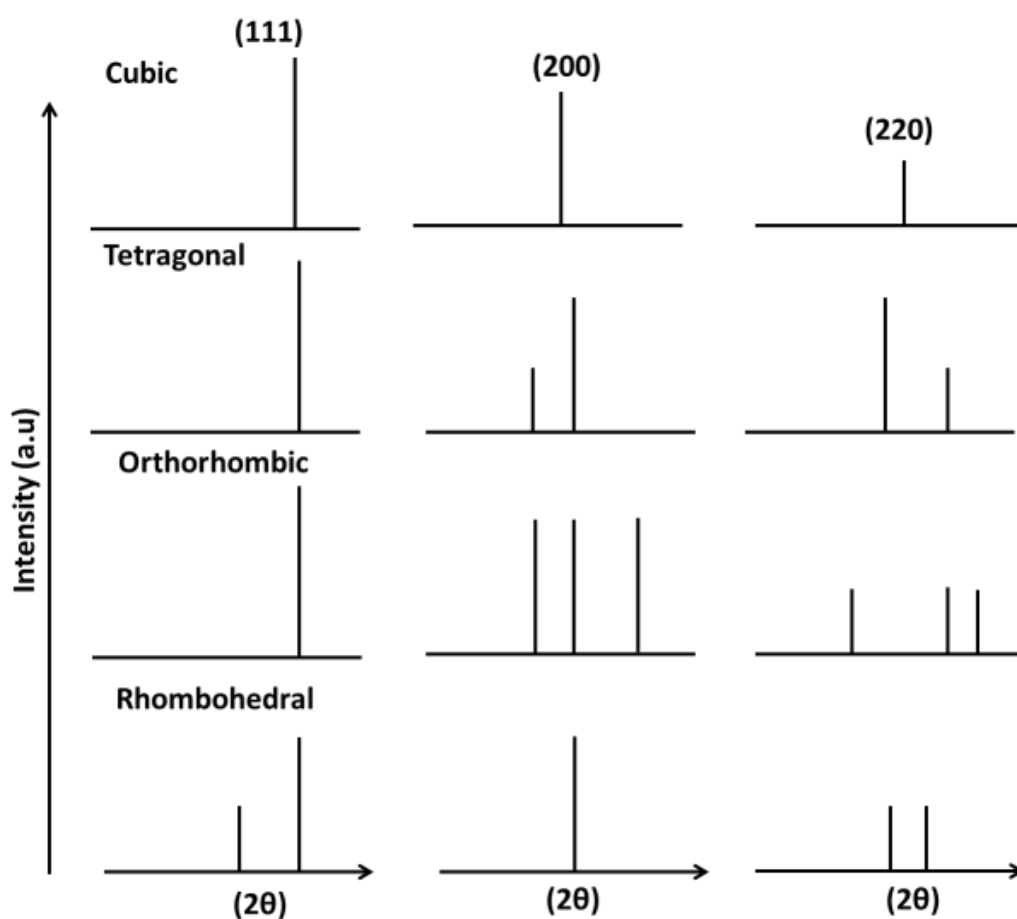 (111)
Cubic
(200)
(220)
Tetragonal
Orthorhombic
Intensity (a.u)
Rhombohedral
(2θ)
(2θ)
(2θ)